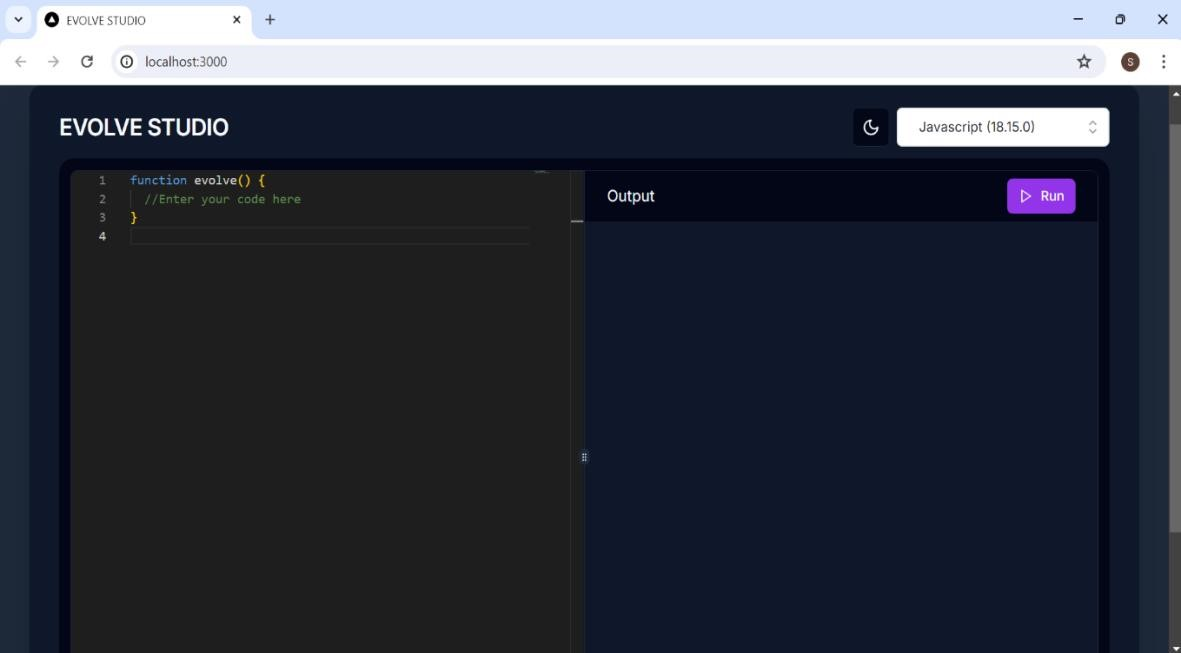 EVOLVE STUDIO
localhost:3000
S
EVOLVE STUDIO
Javascript (18.15.0)
1 function evolve() {
2 //Enter your code here
3 }
4
Output
Run